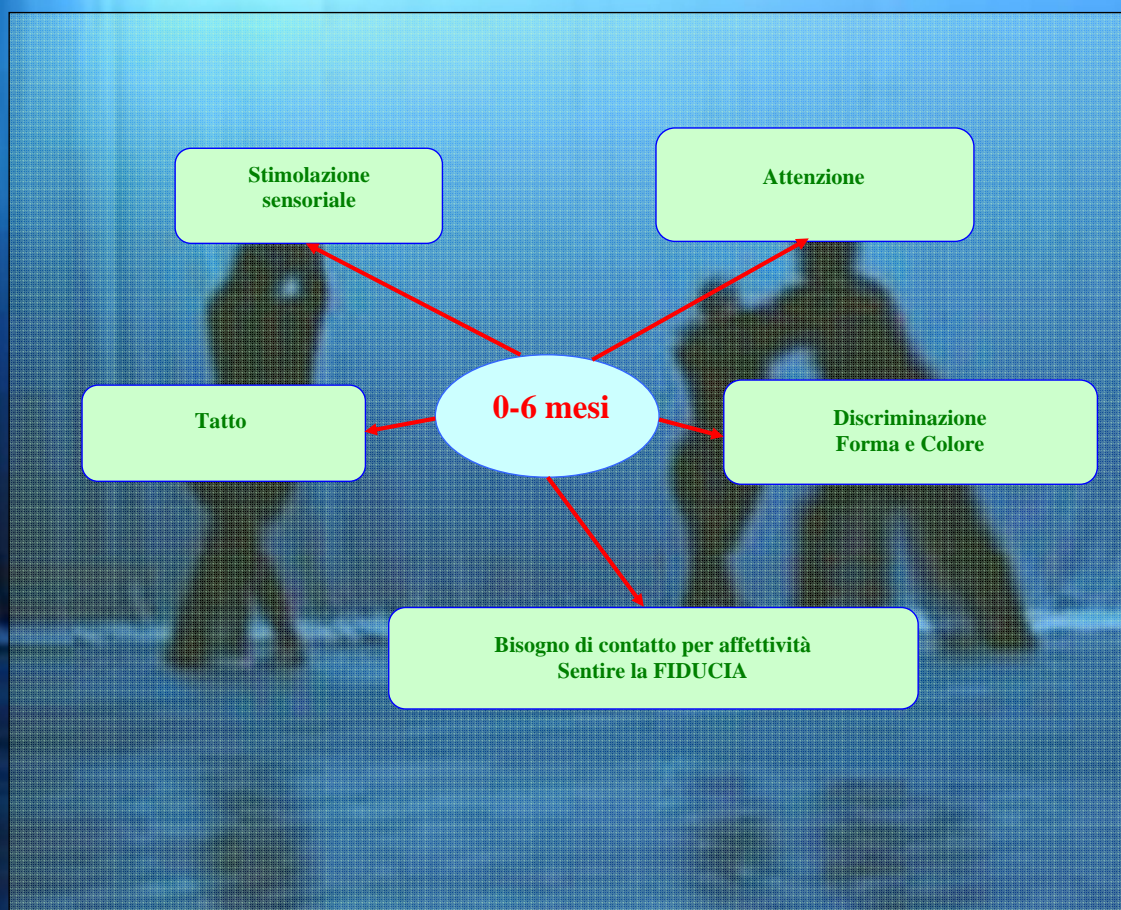 Stimolazione
sensoriale
Attenzione
0-6 mesi
Tatto
Discriminazione
Forma e Colore
Bisogno di contatto per affettività
Sentire la FIDUCIA